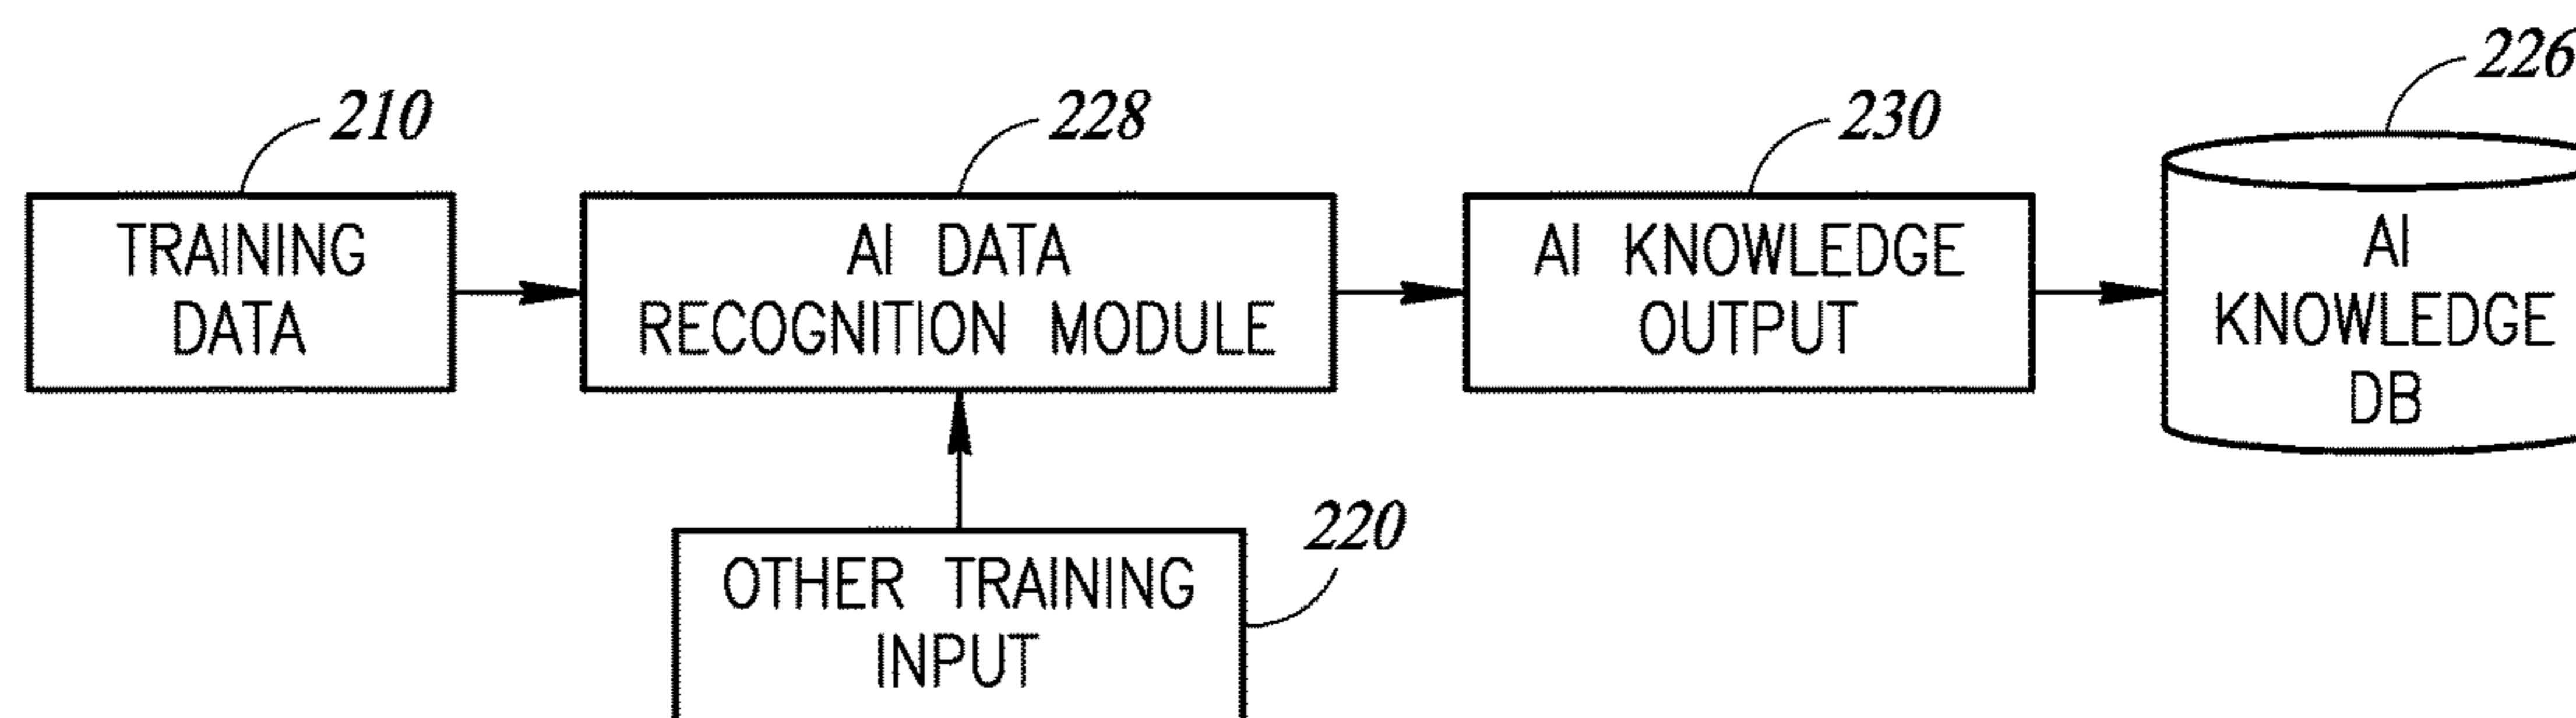 226
210
228
230
TRAINING
DATA
AI DATA
RECOGNITION MODULE
AI KNOWLEDGE
OUTPUT
AI
KNOWLEDGE
DB
220
OTHER TRAINING
INPUT